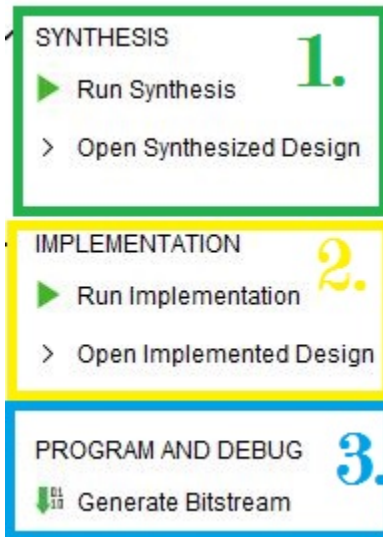 SYNTHESIS
1.
Run Synthesis
Open Synthesized Design
IMPLEMENTATION
2.
Run Implementation
Open Implemented Design
PROGRAM AND DEBUG
3.
Generate Bitstream